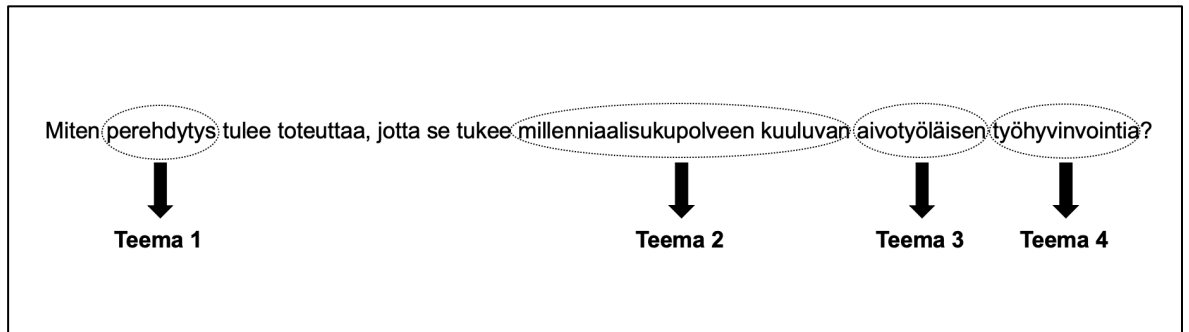 Miten perehdytys tulee toteuttaa, jotta se tukee millenniaalisukupolveen kuuluvan aivotyöläisen työhyvinvointia?
Teema 1 Teema 2 Teema 3 Teema 4